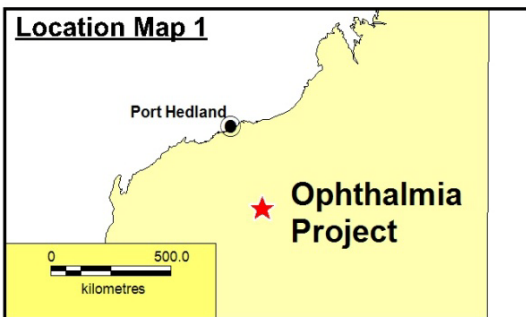 Location Map 1
Port Hedland
Ophthalmia
Project
0 500.0
kilometres